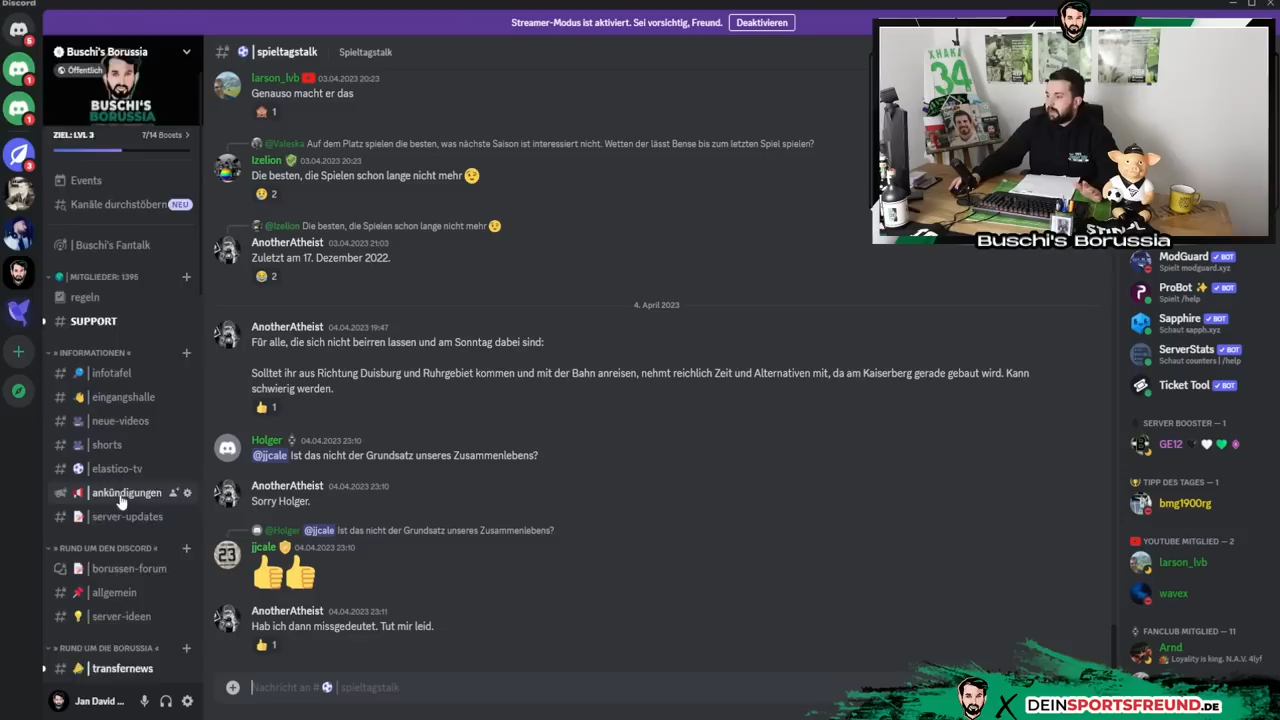 Discord
Streamer-Modus ist aktiviert. Sei vorsichtig, Freund.
Deaktivieren
5
1
1
3
Buschi's Borussia
Öffentlich
BUSCHI'S
BORUSSIA
ZIEL: LVL 3
7/14 Boosts
Events
Kanäle durchstöbern NEU
| Buschi's Fantalk
| MITGLIEDER: 1395
regeln
SUPPORT
» INFORMATIONEN «
| infotafel
| eingangshalle
| neue-videos
| shorts
| elastico-tv
| ankündigungen
| server-updates
» RUND UM DEN DISCORD «
| borussen-forum
| allgemein
| server-ideen
» RUND UM DIE BORUSSIA «
| transfernews
Jan David ...
| spieltagstalk
Spieltagstalk
larson_lvb 03.04.2023 20:23
Genauso macht er das
1
@Valeska Auf dem Platz spielen die besten, was nächste Saison ist interessiert nicht. Wetten der lässt Bense bis zum letzten Spiel spielen?
Izelion 03.04.2023 20:23
Die besten, die Spielen schon lange nicht mehr
2
@Izelion Die besten, die Spielen schon lange nicht mehr
AnotherAtheist 03.04.2023 21:03
Zuletzt am 17. Dezember 2022.
2
4. April 2023
AnotherAtheist 04.04.2023 19:47
Für alle, die sich nicht beirren lassen und am Sonntag dabei sind:
Solltet ihr aus Richtung Duisburg und Ruhrgebiet kommen und mit der Bahn anreisen, nehmt reichlich Zeit und Alternativen mit, da am Kaiserberg gerade gebaut wird. Kann
schwierig werden.
1
Holger 04.04.2023 23:10
@jjcale Ist das nicht der Grundsatz unseres Zusammenlebens?
AnotherAtheist 04.04.2023 23:10
Sorry Holger.
@Holger @jjcale Ist das nicht der Grundsatz unseres Zusammenlebens?
23
jjcale 04.04.2023 23:10
AnotherAtheist 04.04.2023 23:11
Hab ich dann missgedeutet. Tut mir leid.
1
Nachricht an # | spieltagstalk
XHAKA
34
Buschi's Borussia
ModGuard BOT
Spielt modguard.xyz
ProBot BOT
Spielt /help
Sapphire BOT
Schaut sapph.xyz
ServerStats BOT
Schaut counters | /help
Ticket Tool BOT
SERVER BOOSTER — 1
GE12
TIPP DES TAGES — 1
bmg1900rg
YOUTUBE MITGLIED — 2
larson_lvb
wavex
FANCLUB MITGLIED — 11
Arnd
Loyality is king. N.A.V. 4lyf
X DEINSPORTSFREUND.DE